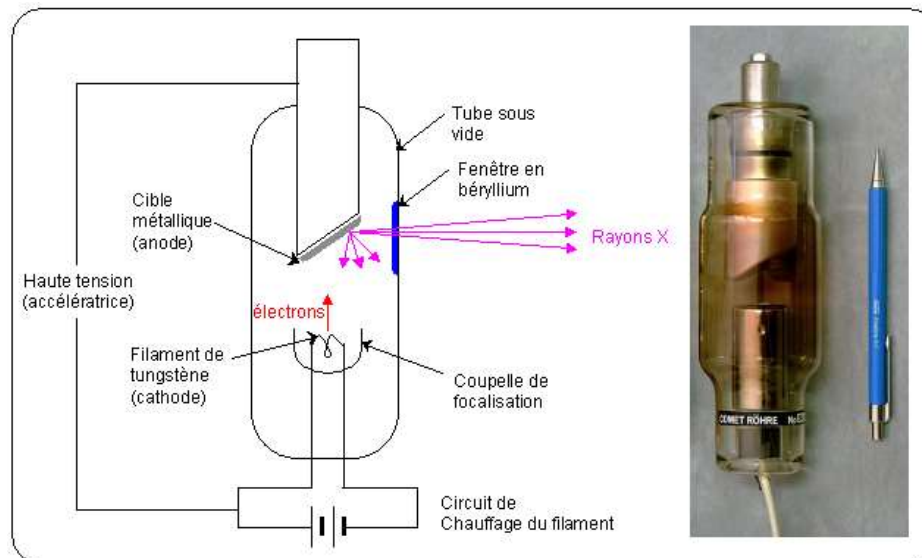 Tube sous
vide
Fenêtre en
béryllium
Cible
métallique
(anode)
Rayons X
Haute tension
(accélératrice)
électrons
Filament de
tungstène
(cathode)
Coupelle de
focalisation
Circuit de
Chauffage du filament
COMET RÖHRE No